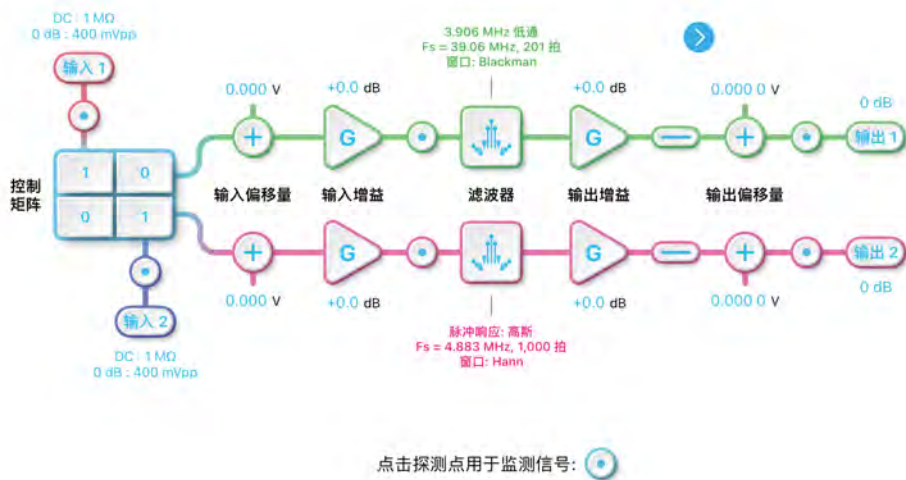 DC : 1 MΩ
0 dB : 400 mVpp
输入 1
3.906 MHz 低通
Fs = 39.06 MHz, 201 拍
窗口: Blackman
0.000 V
+0.0 dB
+0.0 dB
0.000 0 V
0 dB
G
G
输出 1
控制
矩阵
1 0
0 1
输入偏移量
输入增益
滤波器
输出增益
输出偏移量
G
G
输出 2
0.000 V
+0.0 dB
+0.0 dB
0.000 0 V
0 dB
输入 2
DC : 1 MΩ
0 dB : 400 mVpp
脉冲响应: 高斯
Fs = 4.883 MHz, 1,000 拍
窗口: Hann
点击探测点用于监测信号: